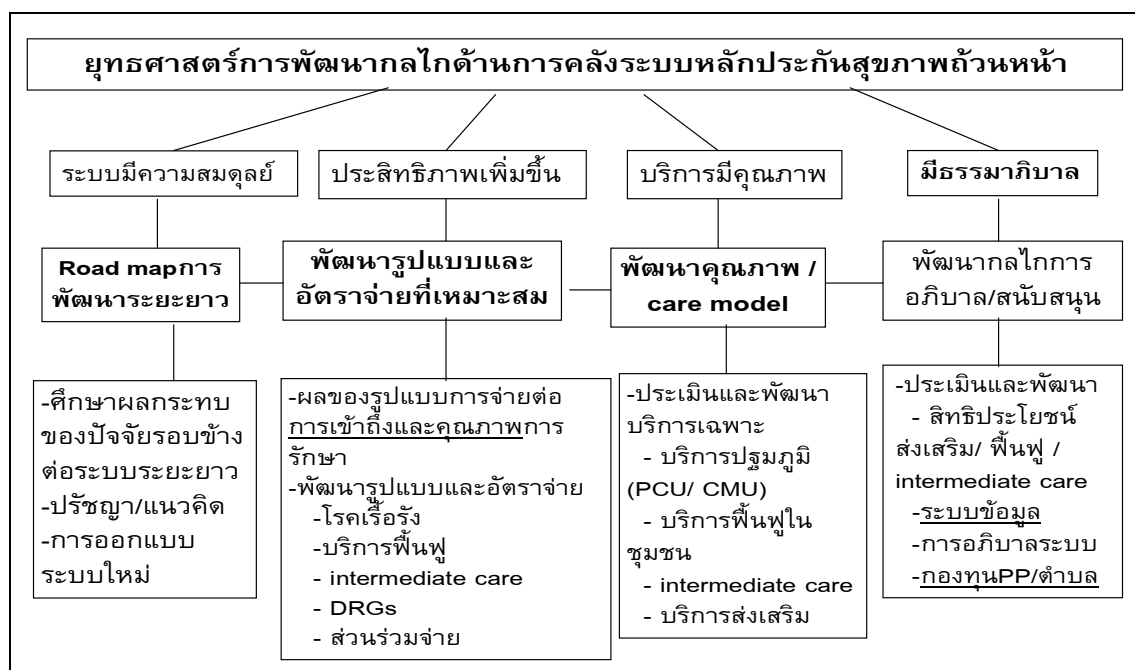 ยุทธศาสตร์การพัฒนากลไกด้านการคลังระบบหลักประกันสุขภาพถ้วนหน้า
ระบบมีความสมดุลย์
ประสิทธิภาพเพิ่มขึ้น
บริการมีคุณภาพ
มีธรรมาภิบาล
Road mapการ
พัฒนาระยะยาว
พัฒนารูปแบบและ
อัตราจ่ายที่เหมาะสม
พัฒนาคุณภาพ /
care model
พัฒนากลไกการ
อภิบาล/สนับสนุน
-ศึกษาผลกระทบ
ของปัจจัยรอบข้าง
ต่อระบบระยะยาว
-ปรัชญา/แนวคิด
-การออกแบบ
ระบบใหม่
-ผลของรูปแบบการจ่ายต่อ
การเข้าถึงและคุณภาพการ
รักษา
-พัฒนารูปแบบและอัตราจ่าย
-โรคเรื้อรัง
-บริการฟื้นฟู
- intermediate care
- DRGs
- ส่วนร่วมจ่าย
-ประเมินและพัฒนา
บริการเฉพาะ
- บริการปฐมภูมิ
(PCU/ CMU)
- บริการฟื้นฟูใน
ชุมชน
- intermediate care
- บริการส่งเสริม
-ประเมินและพัฒนา
- สิทธิประโยชน์
ส่งเสริม/ ฟื้นฟู /
intermediate care
-ระบบข้อมูล
-การอภิบาลระบบ
-กองทุนPP/ตำบล